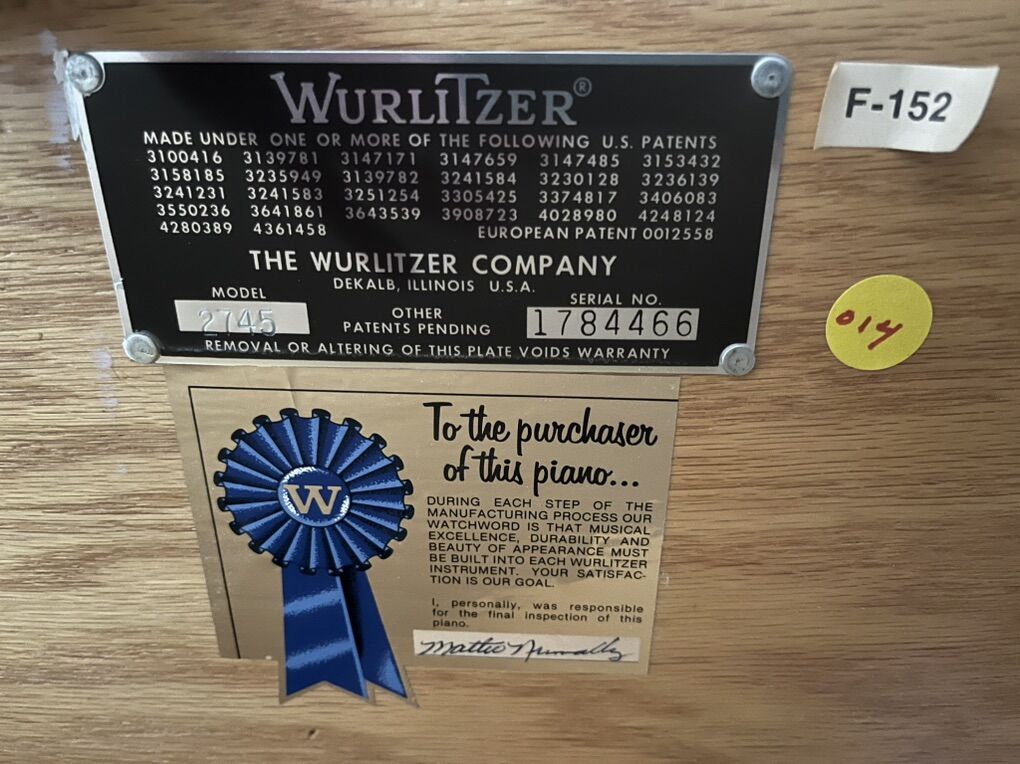 WURLITZER®
MADE UNDER ONE OR MORE OF THE FOLLOWING U.S. PATENTS
3100416 3139781 3147171 3147659 3147485 3153432
3158185 3235949 3139782 3241584 3230128 3236139
3241231 3241583 3251254 3305425 3374817 3406083
3550236 3641861 3643539 3908723 4028980 4248124
4280389 4361458 EUROPEAN PATENT 0012558
THE WURLITZER COMPANY
DEKALB, ILLINOIS U.S.A.
MODEL
2745
OTHER
PATENTS PENDING
SERIAL NO.
1784466
REMOVAL OR ALTERING OF THIS PLATE VOIDS WARRANTY
F-152
014
W
To the purchaser
of this piano...
DURING EACH STEP OF THE
MANUFACTURING PROCESS OUR
WATCHWORD IS THAT MUSICAL
EXCELLENCE, DURABILITY AND
BEAUTY OF APPEARANCE MUST
BE BUILT INTO EACH WURLITZER
INSTRUMENT. YOUR SATISFAC-
TION IS OUR GOAL.
I, personally, was responsible
for the final inspection of this
piano.
Mattie Nunnally